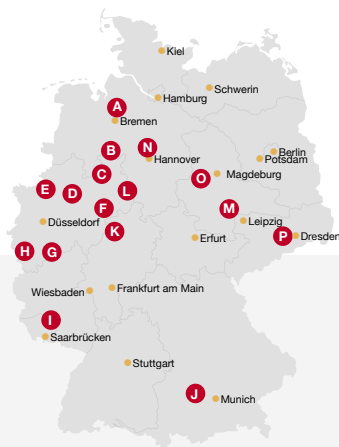 Kiel
Schwerin
Hamburg
A
Bremen
B
N
Hannover
Berlin
Potsdam
C
O
Magdeburg
E
D
L
F
M
Leipzig
Düsseldorf
K
P
Dresden
Erfurt
H
G
Wiesbaden
Frankfurt am Main
I
Saarbrücken
Stuttgart
J
Munich